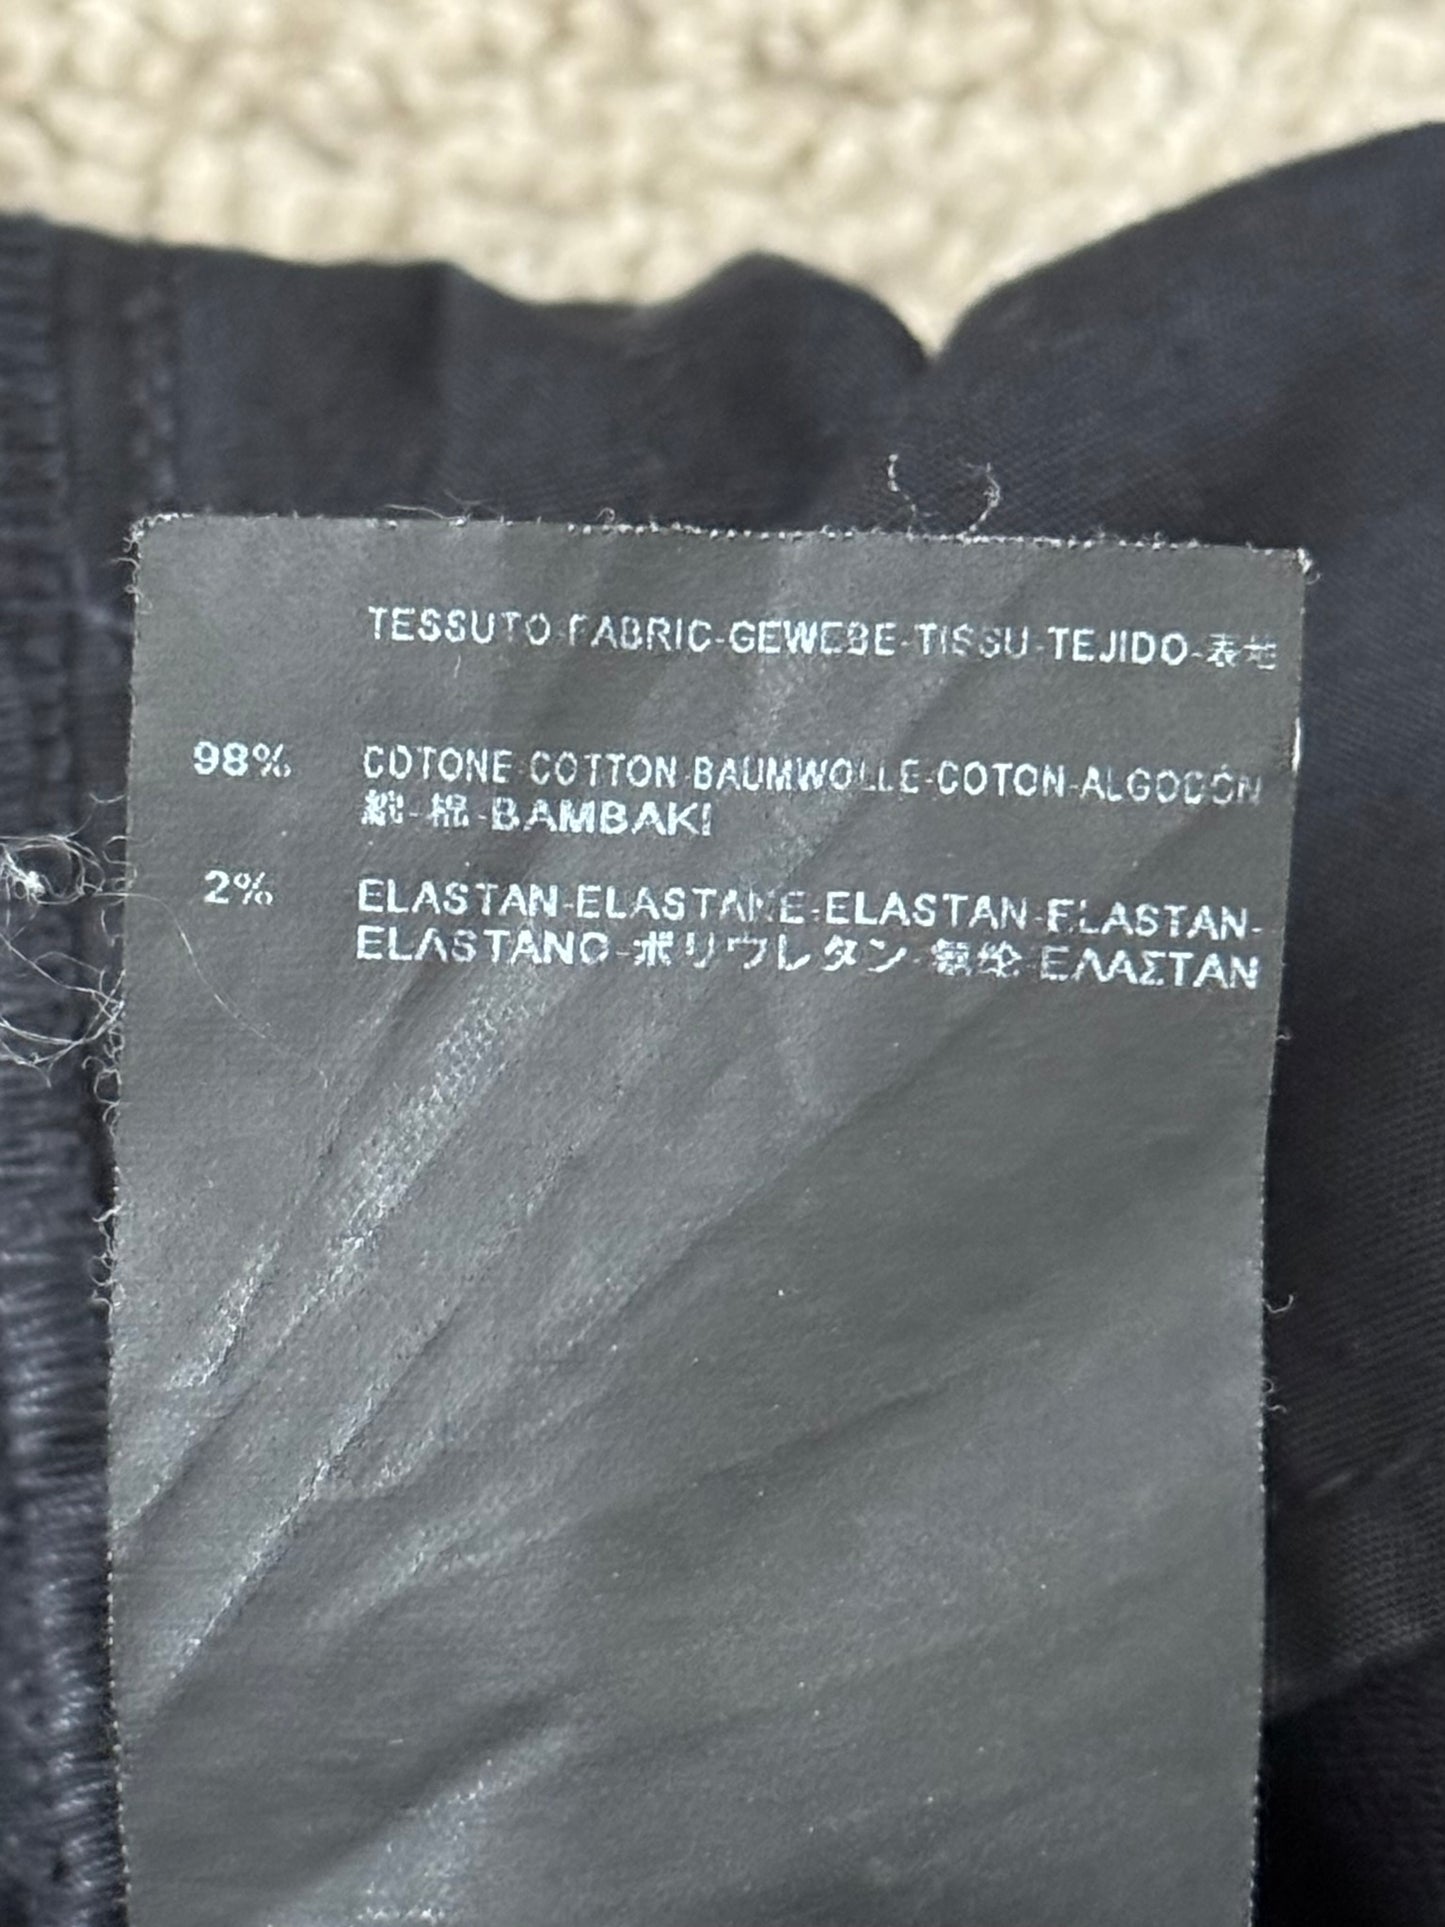 TESSUTO-FABRIC-GEWEBE-TISSU-TEJIDO-表地
98% COTONE-COTTON-BAUMWOLLE-COTON-ALGODÓN
綿-棉-BAMBAKI
2% ELASTAN-ELASTANE-ELASTAN-ELASTAN-
ELASTANO-ポリウレタン-氨纶-ΕΛΑΣΤΑΝ